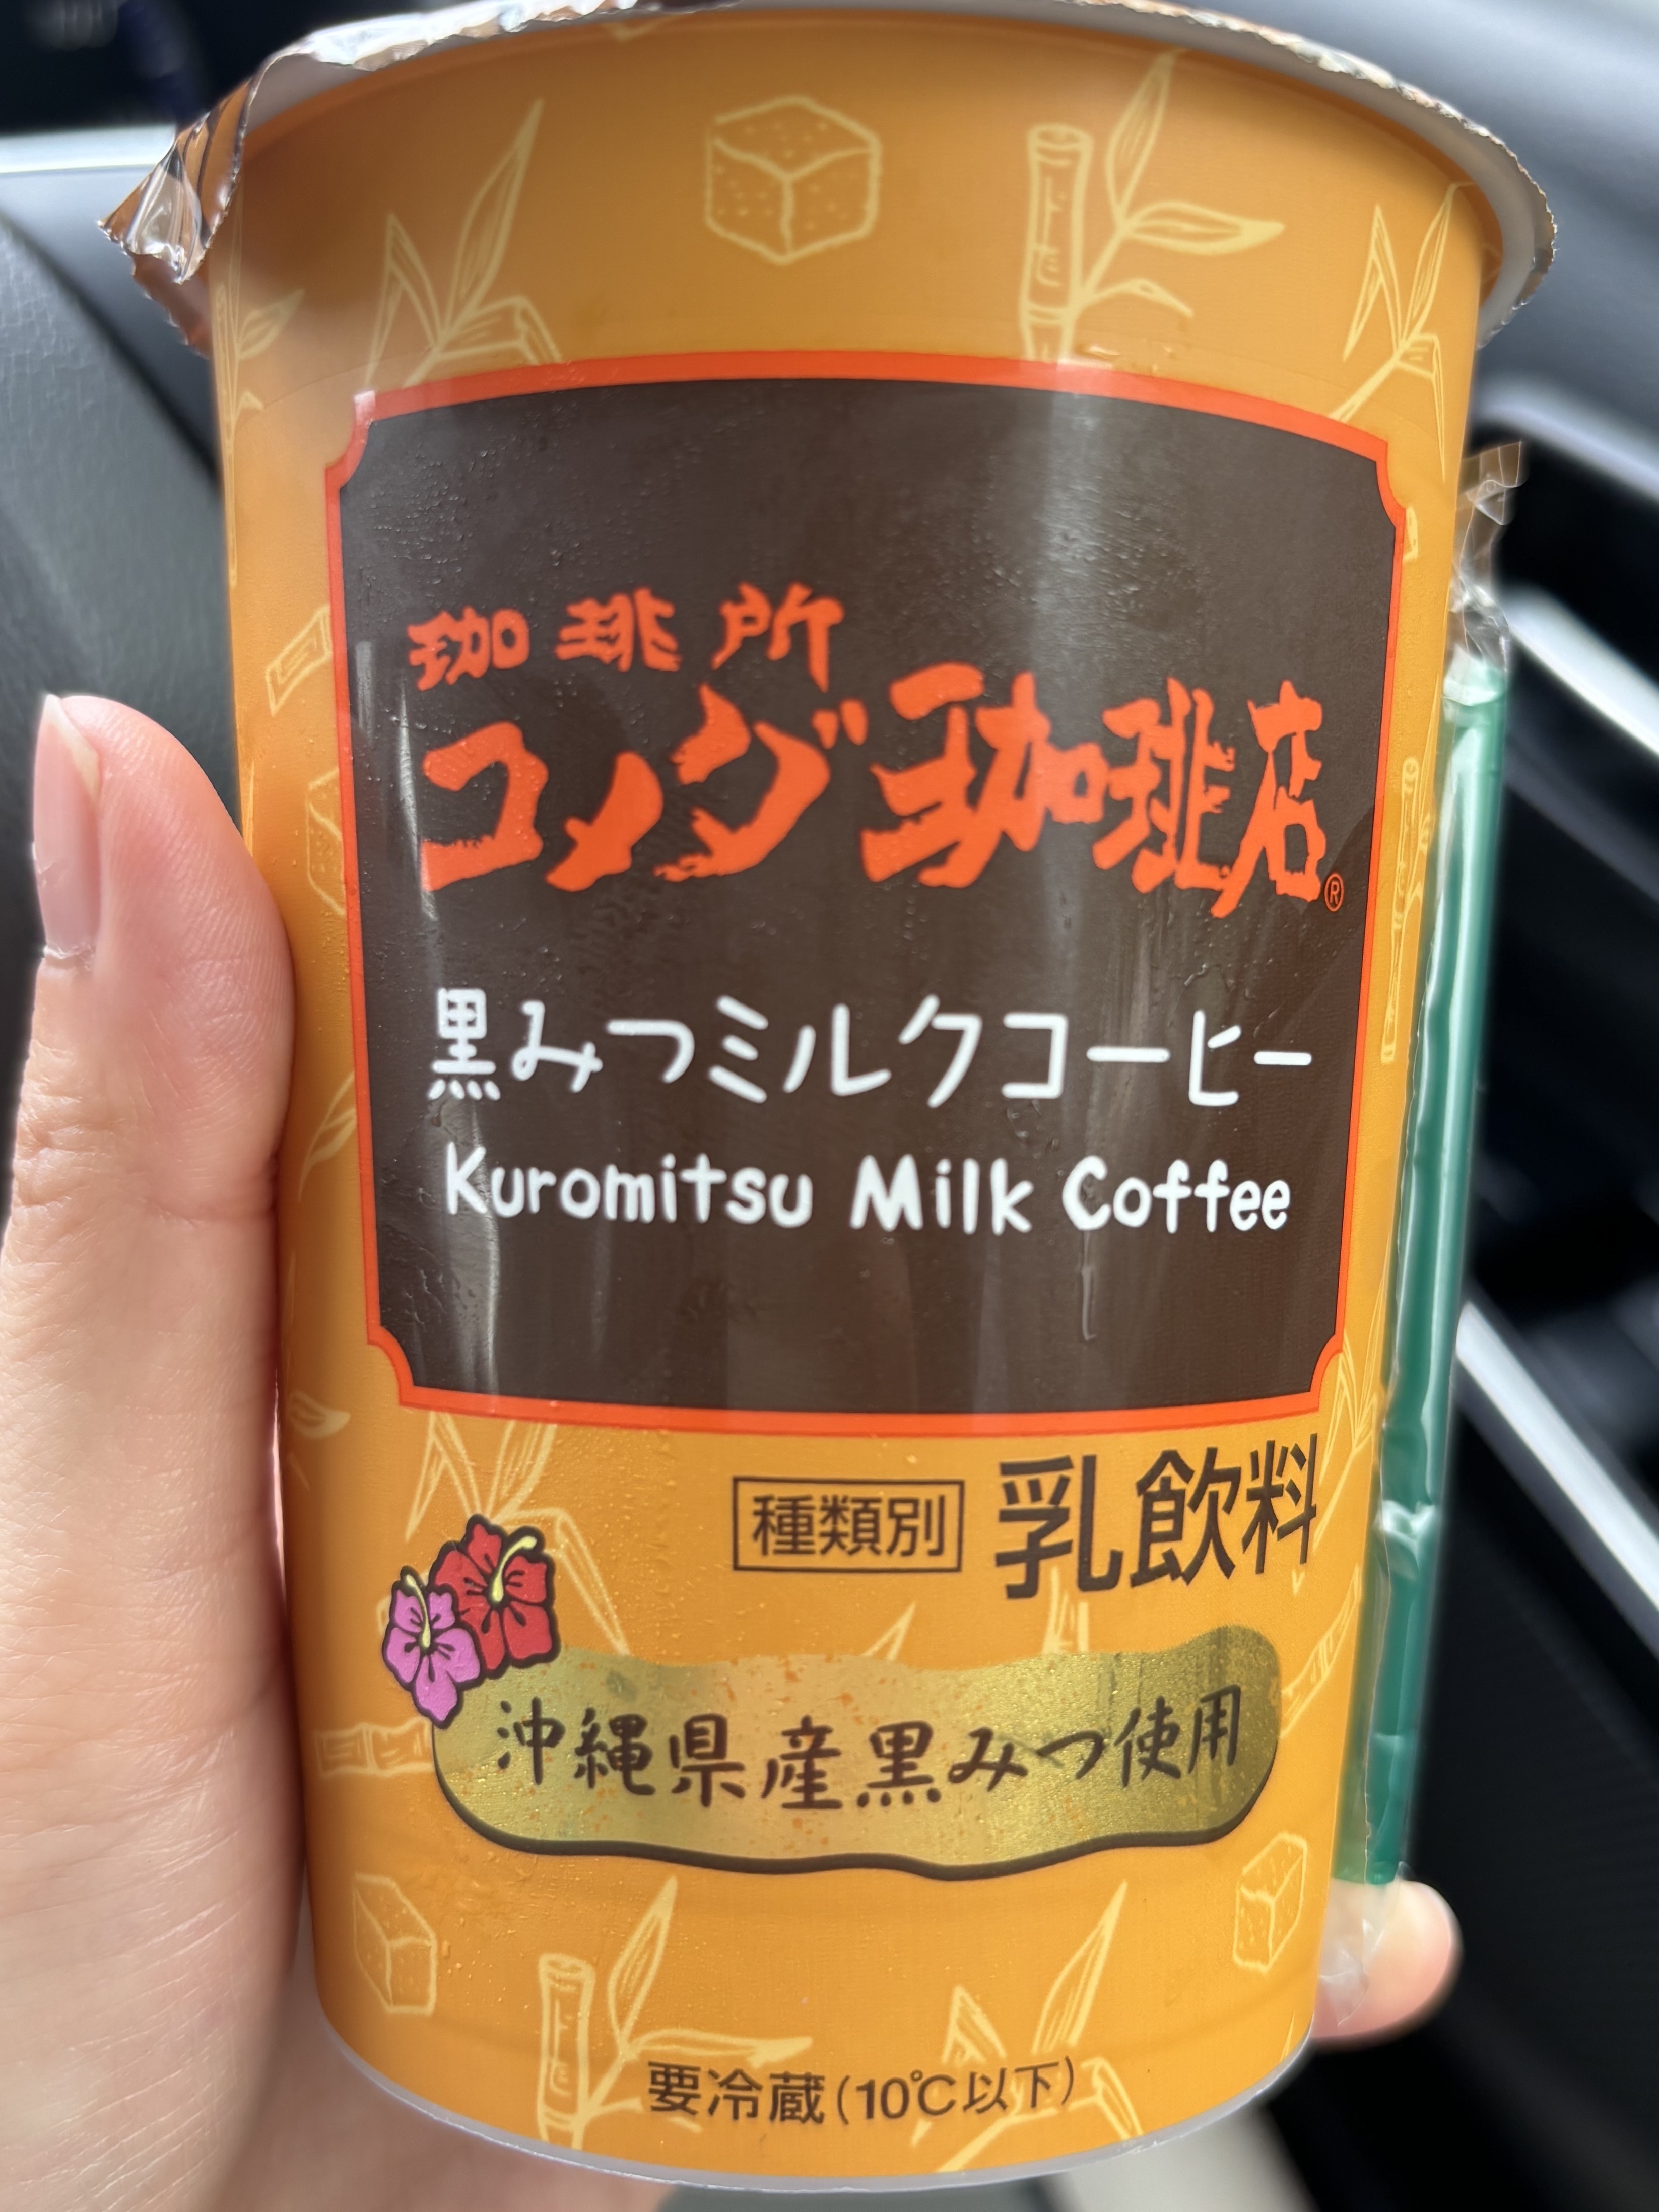 珈琲所
コメダ珈琲店®
黒みつミルクコーヒー
Kuromitsu Milk Coffee
種類別 乳飲料
沖縄県産黒みつ使用
要冷蔵(10℃以下)